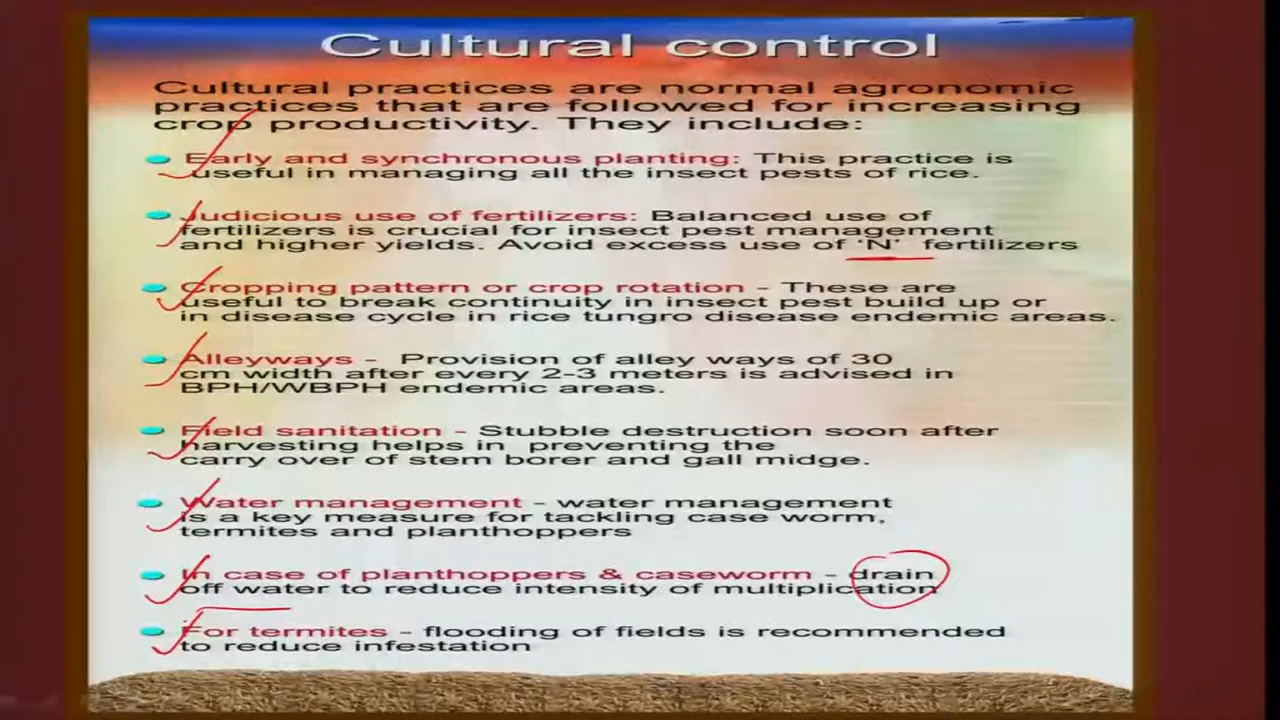 Cultural control
Cultural practices are normal agronomic
practices that are followed for increasing
crop productivity. They include:
Early and synchronous planting: This practice is
useful in managing all the insect pests of rice.
Judicious use of fertilizers: Balanced use of
fertilizers is crucial for insect pest management
and higher yields. Avoid excess use of ‘N’ fertilizers
Cropping pattern or crop rotation - These are
useful to break continuity in insect pest build up or
in disease cycle in rice tungro disease endemic areas.
Alleyways - Provision of alley ways of 30
cm width after every 2-3 meters is advised in
BPH/WBPH endemic areas.
Field sanitation - Stubble destruction soon after
harvesting helps in preventing the
carry over of stem borer and gall midge.
Water management - water management
is a key measure for tackling case worm,
termites and planthoppers
In case of planthoppers & caseworm - drain
off water to reduce intensity of multiplication
For termites - flooding of fields is recommended
to reduce infestation